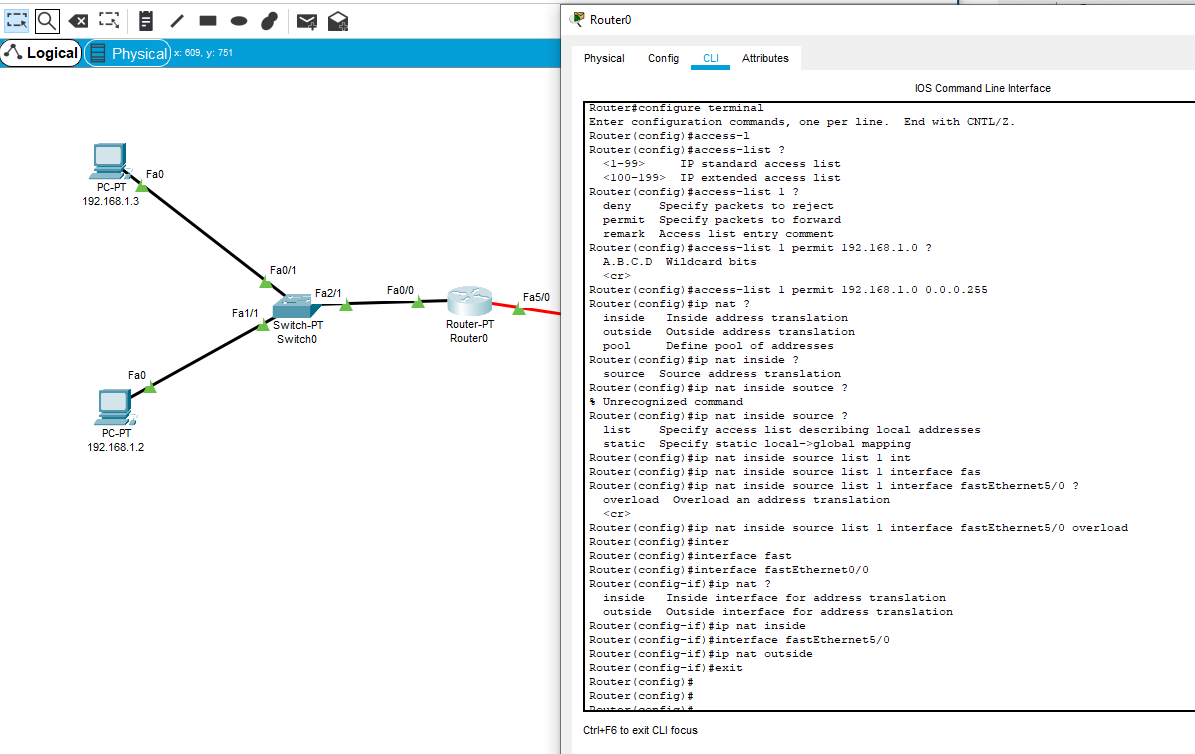 Logical
Physical x: 609, y: 751
Fa0
PC-PT
192.168.1.3
Fa0/1
Fa2/1
Fa0/0
Fa5/0
Fa1/1
Switch-PT
Switch0
Router-PT
Router0
Fa0
PC-PT
192.168.1.2
Router0
Physical Config CLI Attributes
IOS Command Line Interface
Router#configure terminal
Enter configuration commands, one per line.  End with CNTL/Z.
Router(config)#access-l
Router(config)#access-list ?
  <1-99>     IP standard access list
  <100-199>  IP extended access list
Router(config)#access-list 1 ?
  deny    Specify packets to reject
  permit  Specify packets to forward
  remark  Access list entry comment
Router(config)#access-list 1 permit 192.168.1.0 ?
  A.B.C.D  Wildcard bits
  <cr>
Router(config)#access-list 1 permit 192.168.1.0 0.0.0.255
Router(config)#ip nat ?
  inside   Inside address translation
  outside  Outside address translation
  pool     Define pool of addresses
Router(config)#ip nat inside ?
  source  Source address translation
Router(config)#ip nat inside soutce ?
% Unrecognized command
Router(config)#ip nat inside source ?
  list    Specify access list describing local addresses
  static  Specify static local->global mapping
Router(config)#ip nat inside source list 1 int
Router(config)#ip nat inside source list 1 interface fas
Router(config)#ip nat inside source list 1 interface fastEthernet5/0 ?
  overload  Overload an address translation
  <cr>
Router(config)#ip nat inside source list 1 interface fastEthernet5/0 overload
Router(config)#inter
Router(config)#interface fast
Router(config)#interface fastEthernet0/0
Router(config-if)#ip nat ?
  inside   Inside interface for address translation
  outside  Outside interface for address translation
Router(config-if)#ip nat inside
Router(config-if)#interface fastEthernet5/0
Router(config-if)#ip nat outside
Router(config-if)#exit
Router(config)#
Router(config)#
Router(config)#
Ctrl+F6 to exit CLI focus